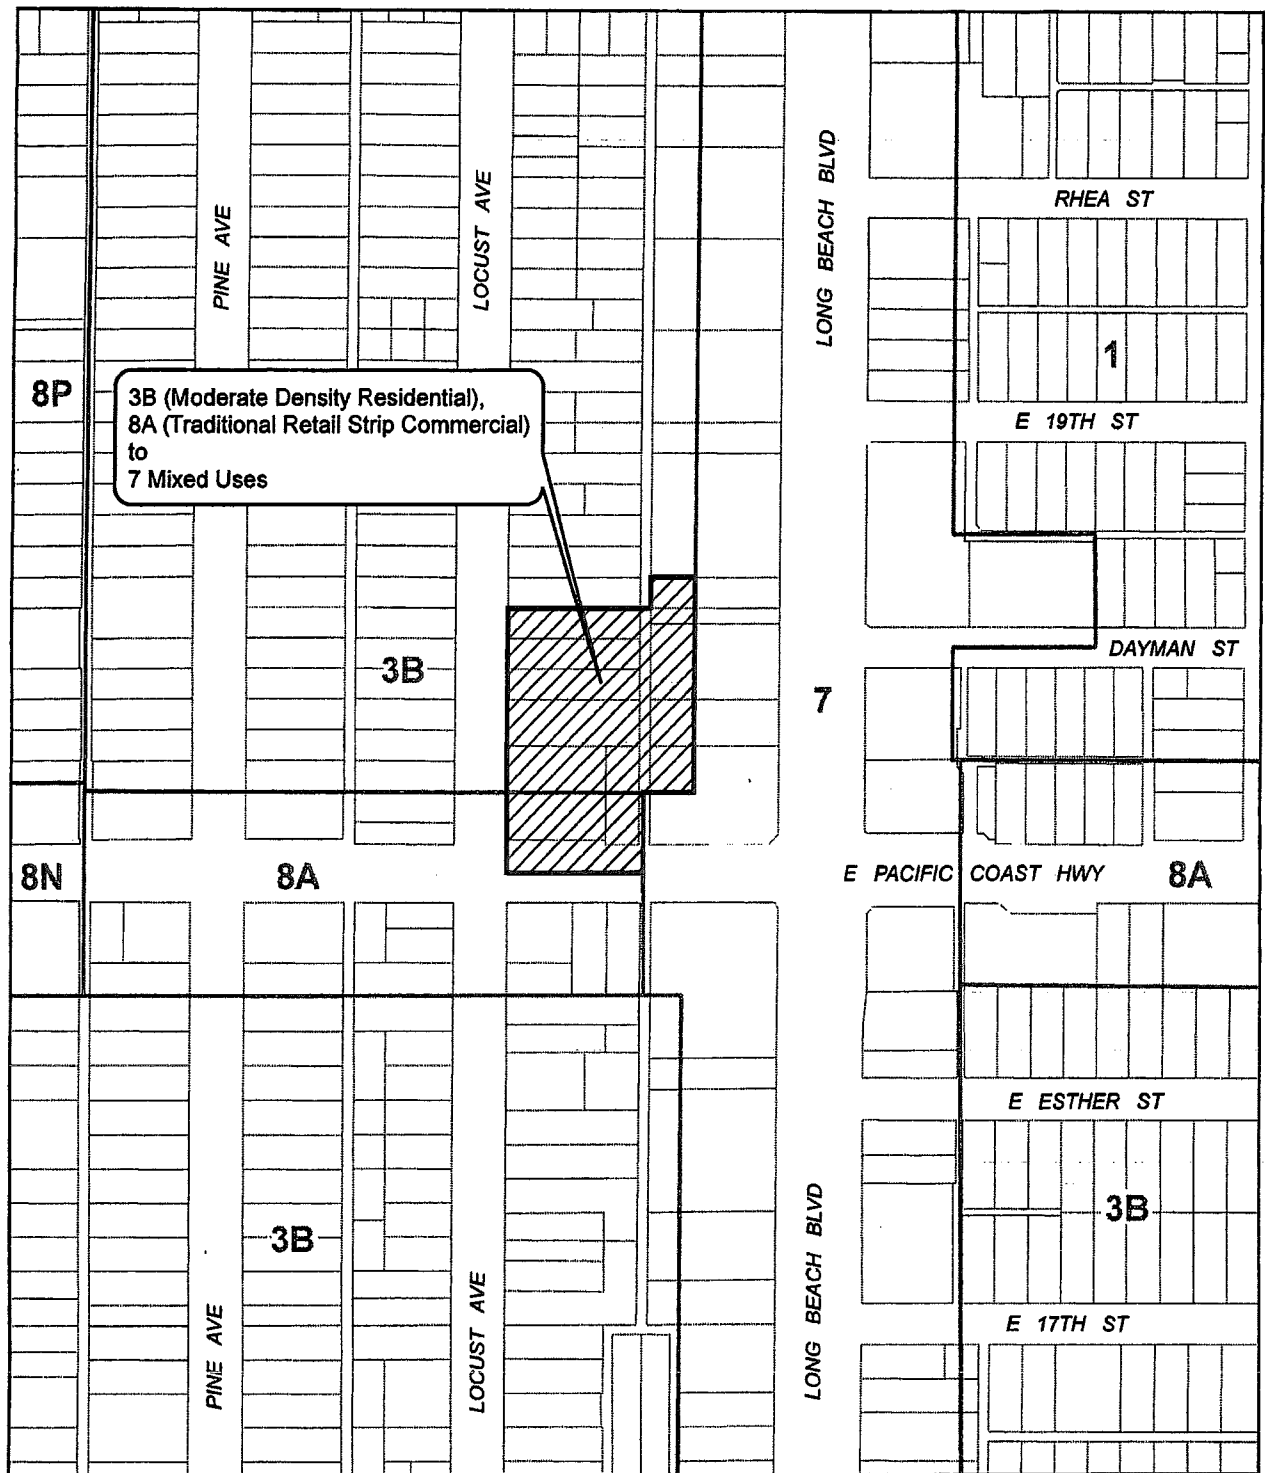 PINE AVE
LOCUST AVE
LONG BEACH BLVD
RHEA ST
1
8P
3B (Moderate Density Residential),
8A (Traditional Retail Strip Commercial)
to
7 Mixed Uses
E 19TH ST
DAYMAN ST
3B
7
8N
8A
E PACIFIC COAST HWY
8A
E ESTHER ST
3B
3B
E 17TH ST
PINE AVE
LOCUST AVE
LONG BEACH BLVD